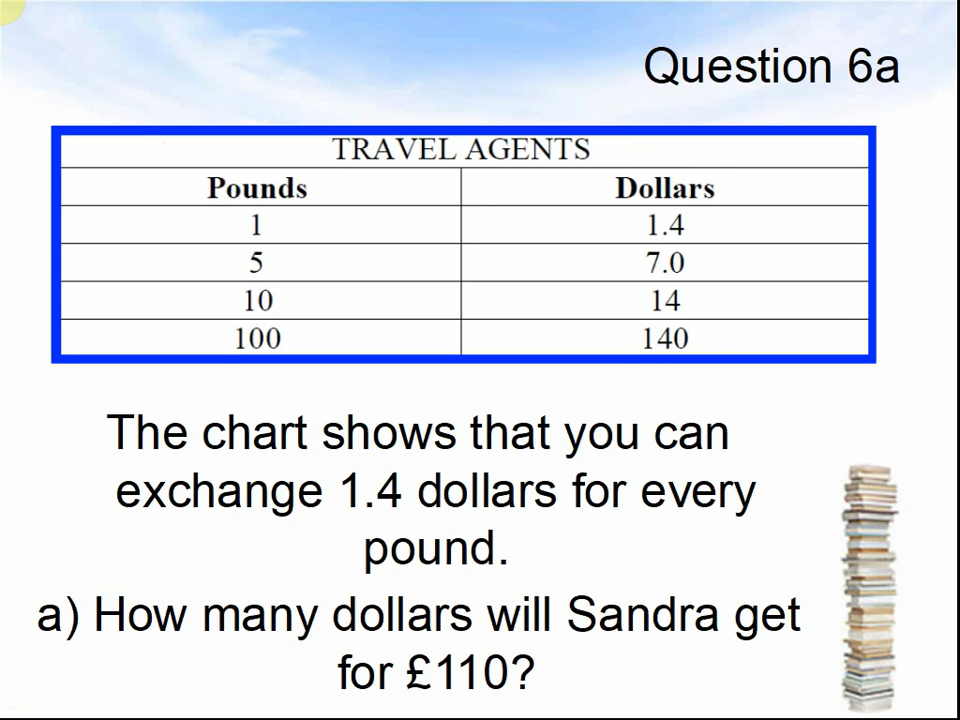 Question 6a
TRAVEL AGENTS
Pounds Dollars
1 1.4
5 7.0
10 14
100 140
The chart shows that you can
exchange 1.4 dollars for every
pound.
a) How many dollars will Sandra get
for £110?